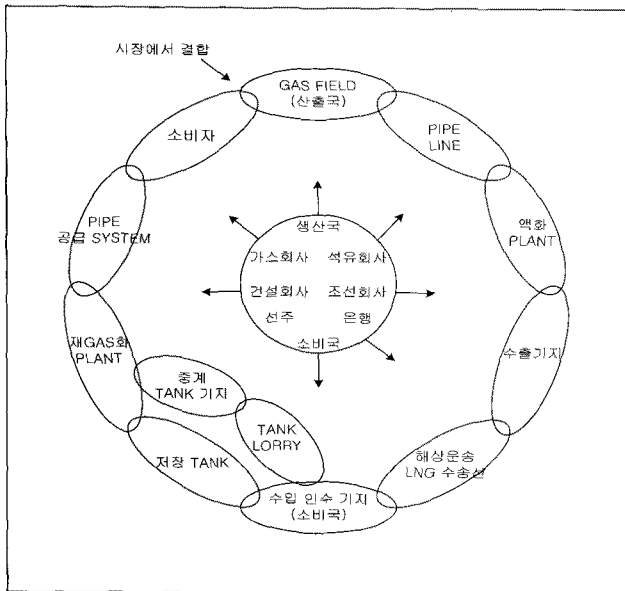 시장에서 결합
GAS FIELD
(산출국)
PIPE
LINE
액화
PLANT
수출기지
해상운송
LNG 수송선
수입 인수 기지
(소비국)
저장 TANK
TANK
LORRY
중계
TANK 기지
재GAS화
PLANT
PIPE
공급 SYSTEM
소비자
생산국
가스회사 석유회사
건설회사 조선회사
선주 은행
소비국